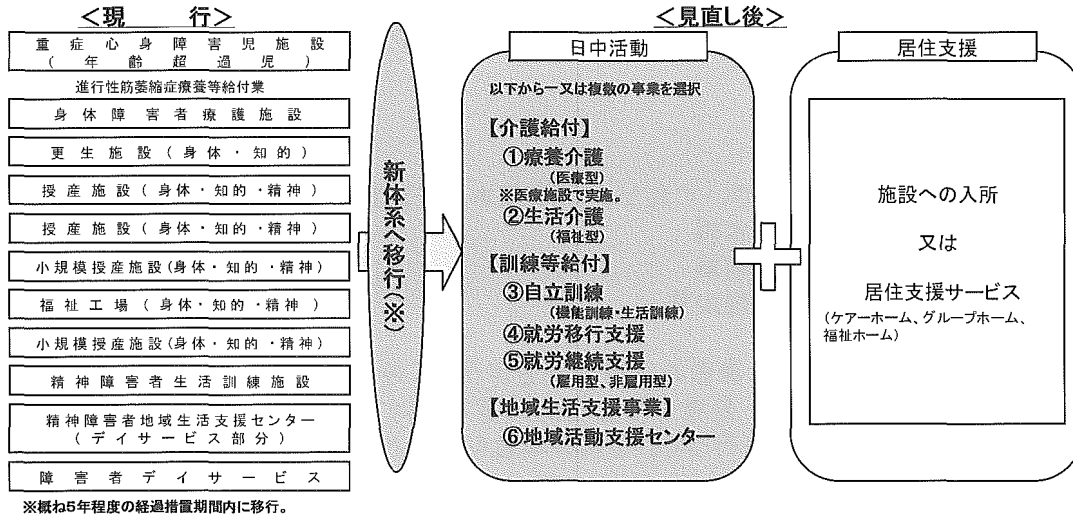 ＜現　　行＞
重症心身障害児施設
（年齢超過児）
進行性筋萎縮症療養等給付業
身体障害者療護施設
更生施設（身体・知的）
授産施設（身体・知的・精神）
授産施設（身体・知的・精神）
小規模授産施設（身体・知的・精神）
福祉工場（身体・知的・精神）
小規模授産施設（身体・知的・精神）
精神障害者生活訓練施設
精神障害者地域生活支援センター
（デイサービス部分）
障害者デイサービス
※概ね5年程度の経過措置期間内に移行。
新体系へ移行(※)
＜見直し後＞
日中活動
以下から一又は複数の事業を選択
【介護給付】
①療養介護
(医療型)
※医療施設で実施。
②生活介護
(福祉型)
【訓練等給付】
③自立訓練
(機能訓練・生活訓練)
④就労移行支援
⑤就労継続支援
(雇用型、非雇用型)
【地域生活支援事業】
⑥地域活動支援センター
居住支援
施設への入所
又は
居住支援サービス
(ケアーホーム、グループホーム、
福祉ホーム)